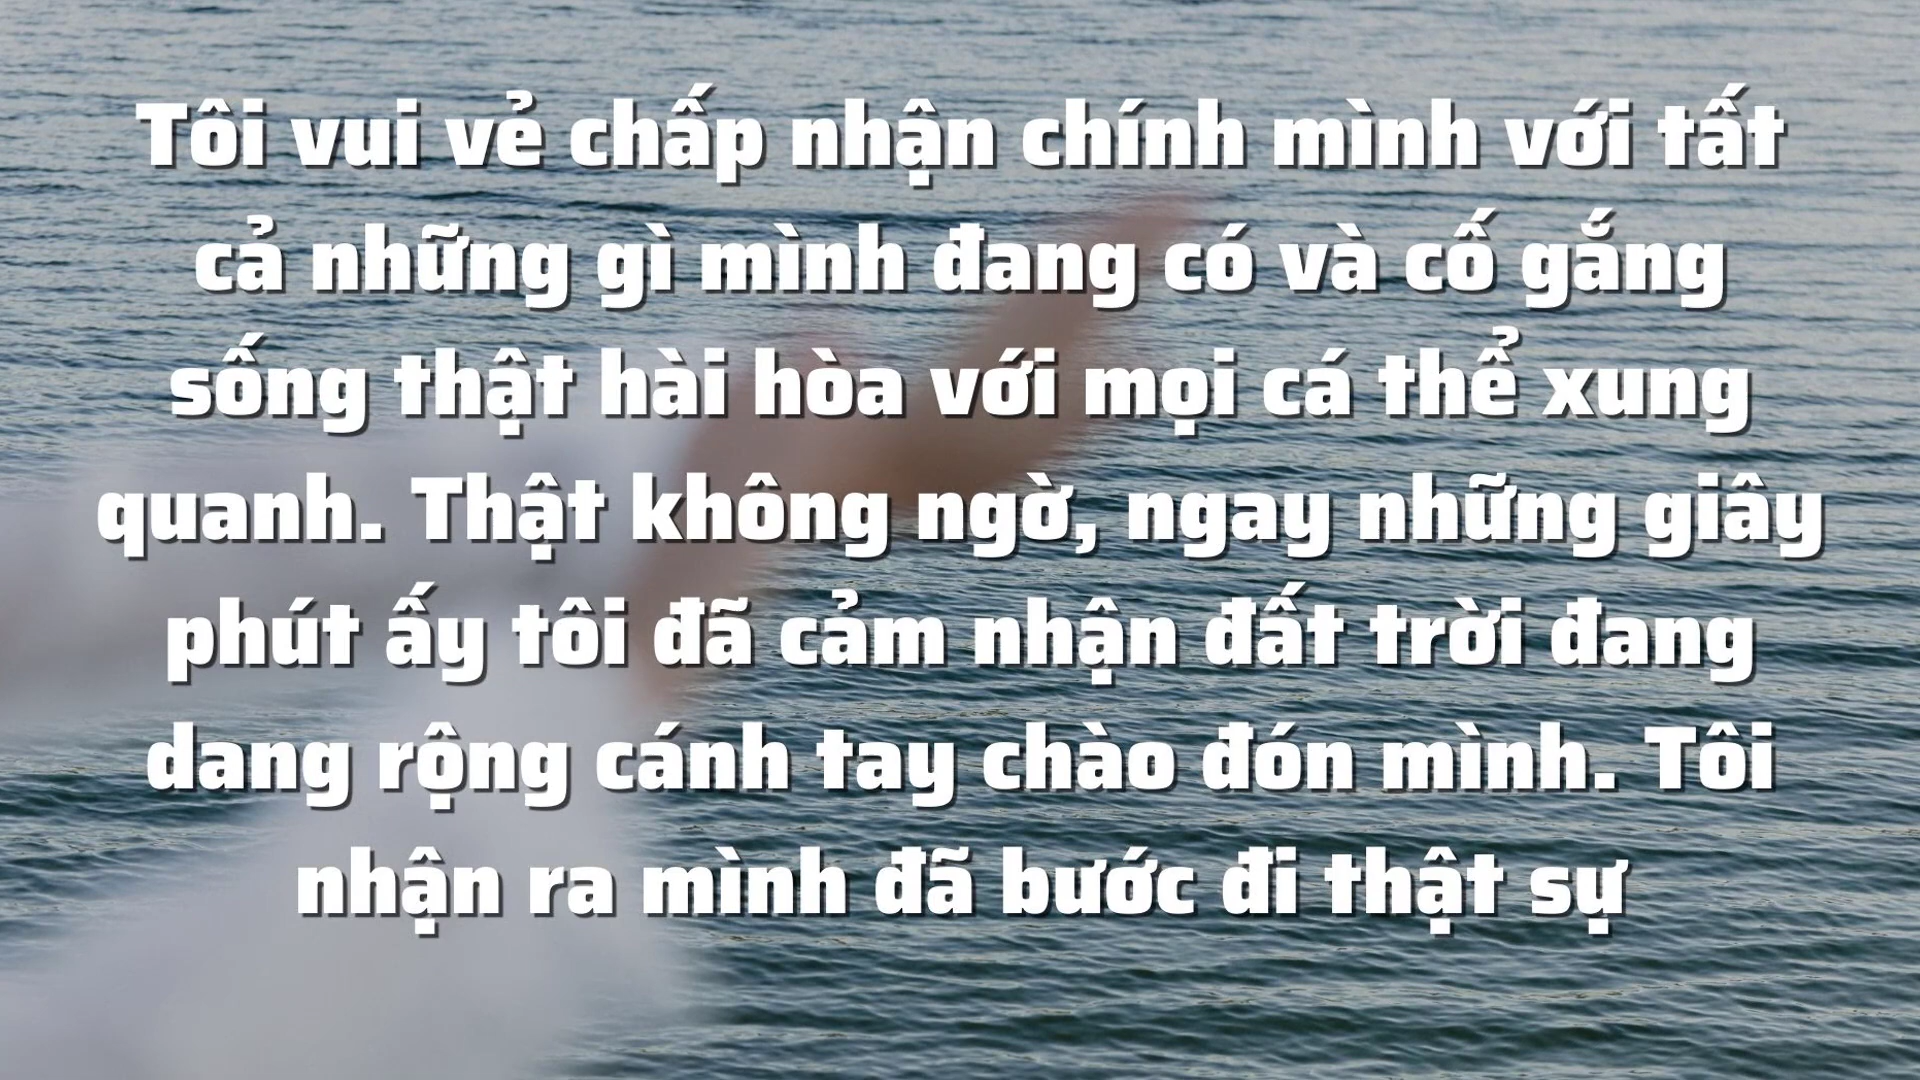 Tôi vui vẻ chấp nhận chính mình với tất
cả những gì mình đang có và cố gắng
sống thật hài hòa với mọi cá thể xung
quanh. Thật không ngờ, ngay những giây
phút ấy tôi đã cảm nhận đất trời đang
dang rộng cánh tay chào đón mình. Tôi
nhận ra mình đã bước đi thật sự